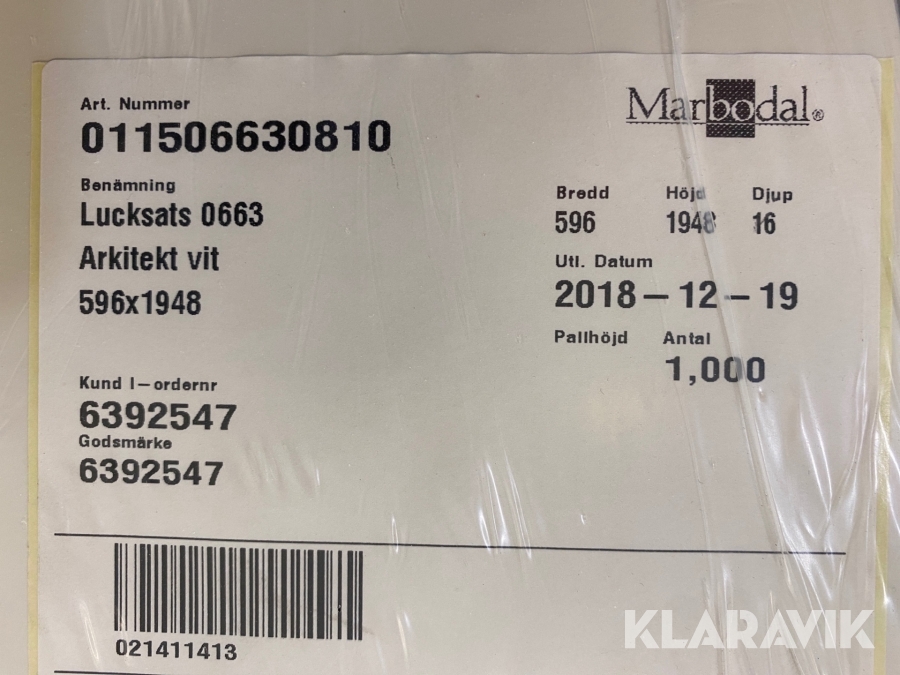 Art. Nummer
011506630810
Marbodal®
Benämning
Lucksats 0663
Arkitekt vit
596x1948
Bredd Höjd Djup
596 1948 16
Utl. Datum
2018-12-19
Pallhöjd Antal
1,000
Kund I-ordernr
6392547
Godsmärke
6392547
021411413
KLARAVIK